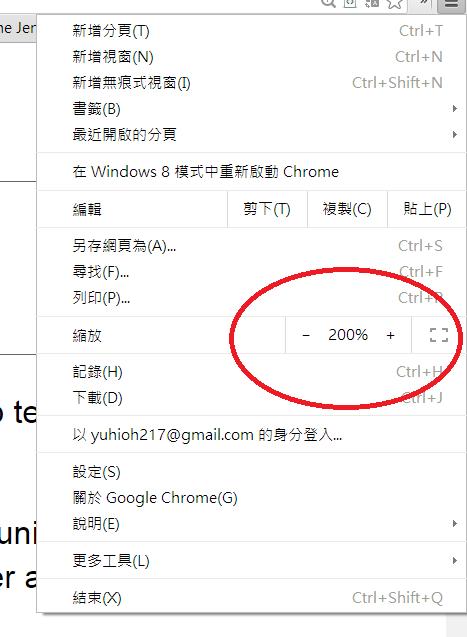 ne Jer
新增分頁(T) Ctrl+T
新增視窗(N) Ctrl+N
新增無痕式視窗(I) Ctrl+Shift+N
書籤(B)
最近開啟的分頁
在 Windows 8 模式中重新啟動 Chrome
編輯 剪下(T) 複製(C) 貼上(P)
另存網頁為(A)... Ctrl+S
尋找(F)... Ctrl+F
列印(P)... Ctrl+P
縮放 − 200% +
記錄(H) Ctrl+H
下載(D) Ctrl+J
o te
以 yuhioh217@gmail.com 的身分登入...
設定(S)
關於 Google Chrome(G)
說明(E)
uni
更多工具(L)
er a
結束(X) Ctrl+Shift+Q